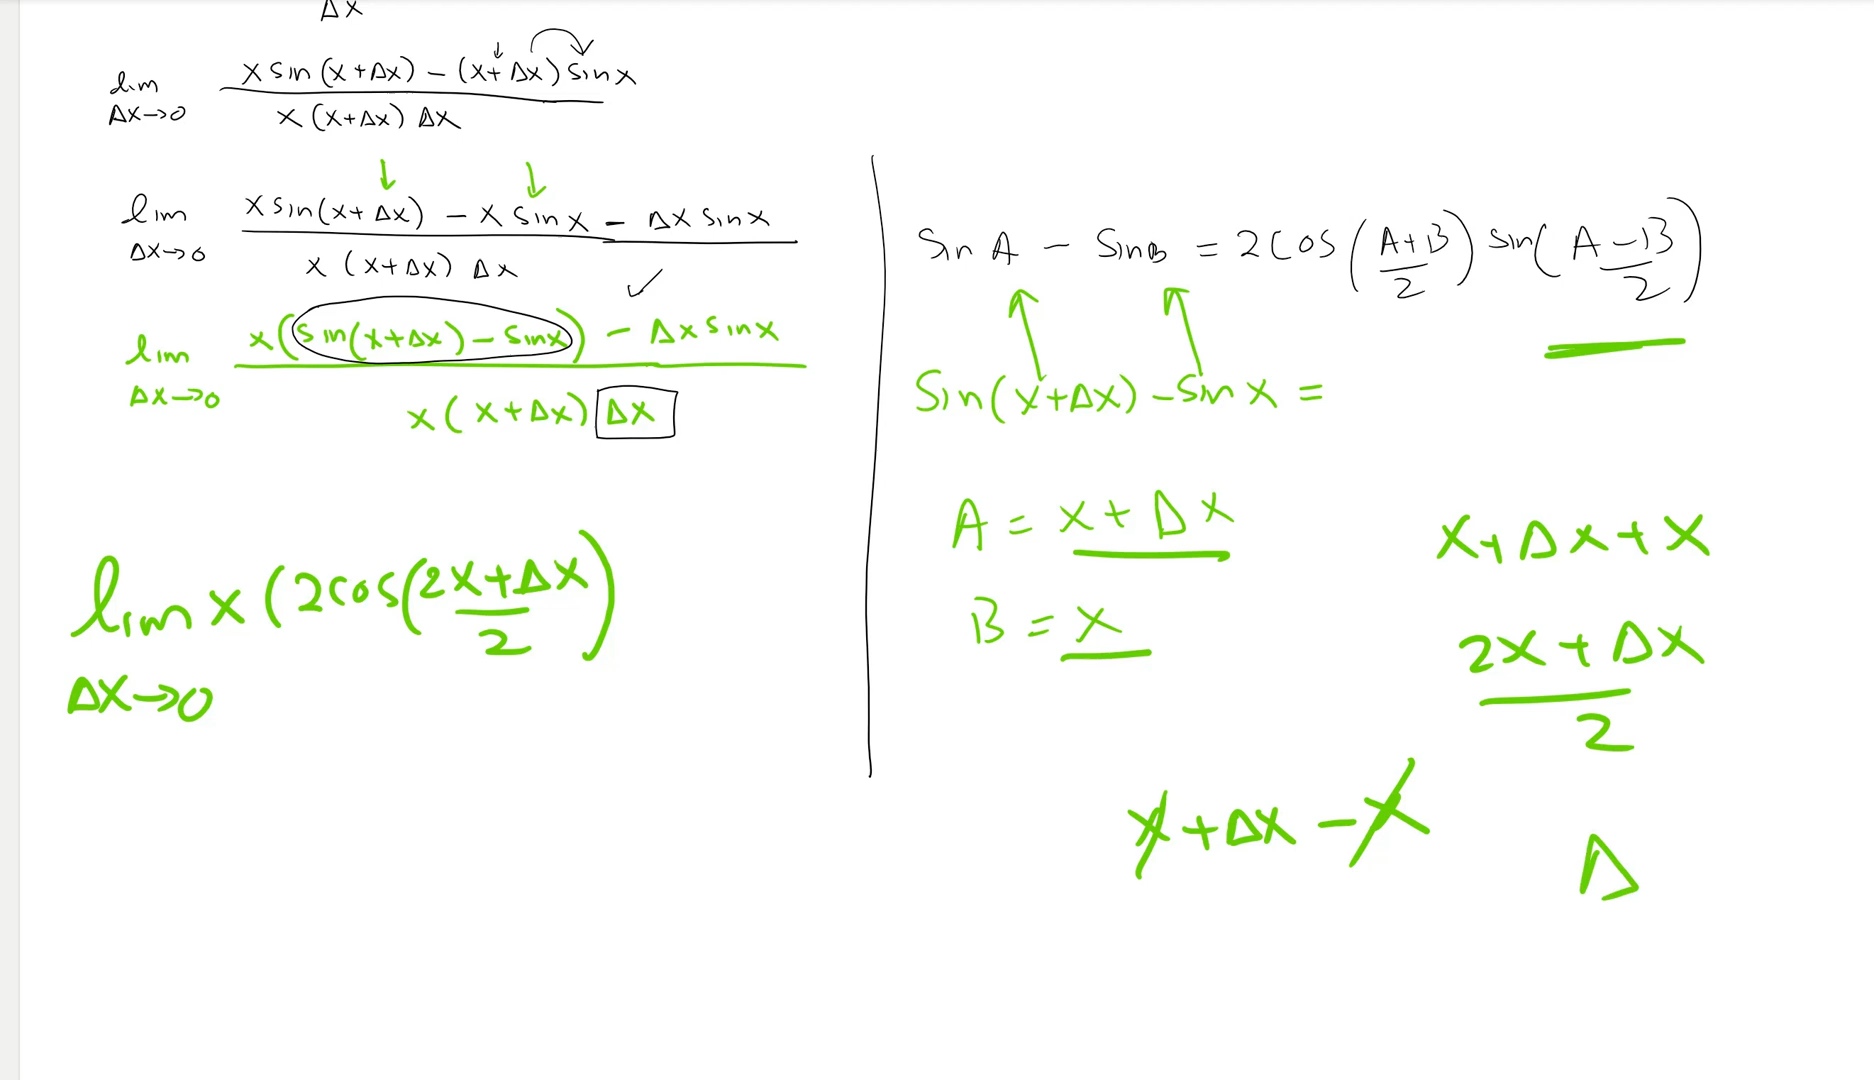 Δx
lim Δx→0 x sin(x+Δx) − (x+Δx) sin x
x (x+Δx) Δx
lim Δx→0 x sin(x+Δx) − x sin x − Δx sin x
x (x+Δx) Δx
✓
lim Δx→0 x(sin(x+Δx) − sin x) − Δx sin x
x (x+Δx) Δx
lim Δx→0 x (2cos(2x+Δx
2)
Sin A − Sin B = 2 cos(A+B/2) sin(A−B/2)
Sin(x+Δx) − Sin x =
A = x+Δx
B = x
x+Δx+x
2x+Δx
2
x+Δx−x
Δ